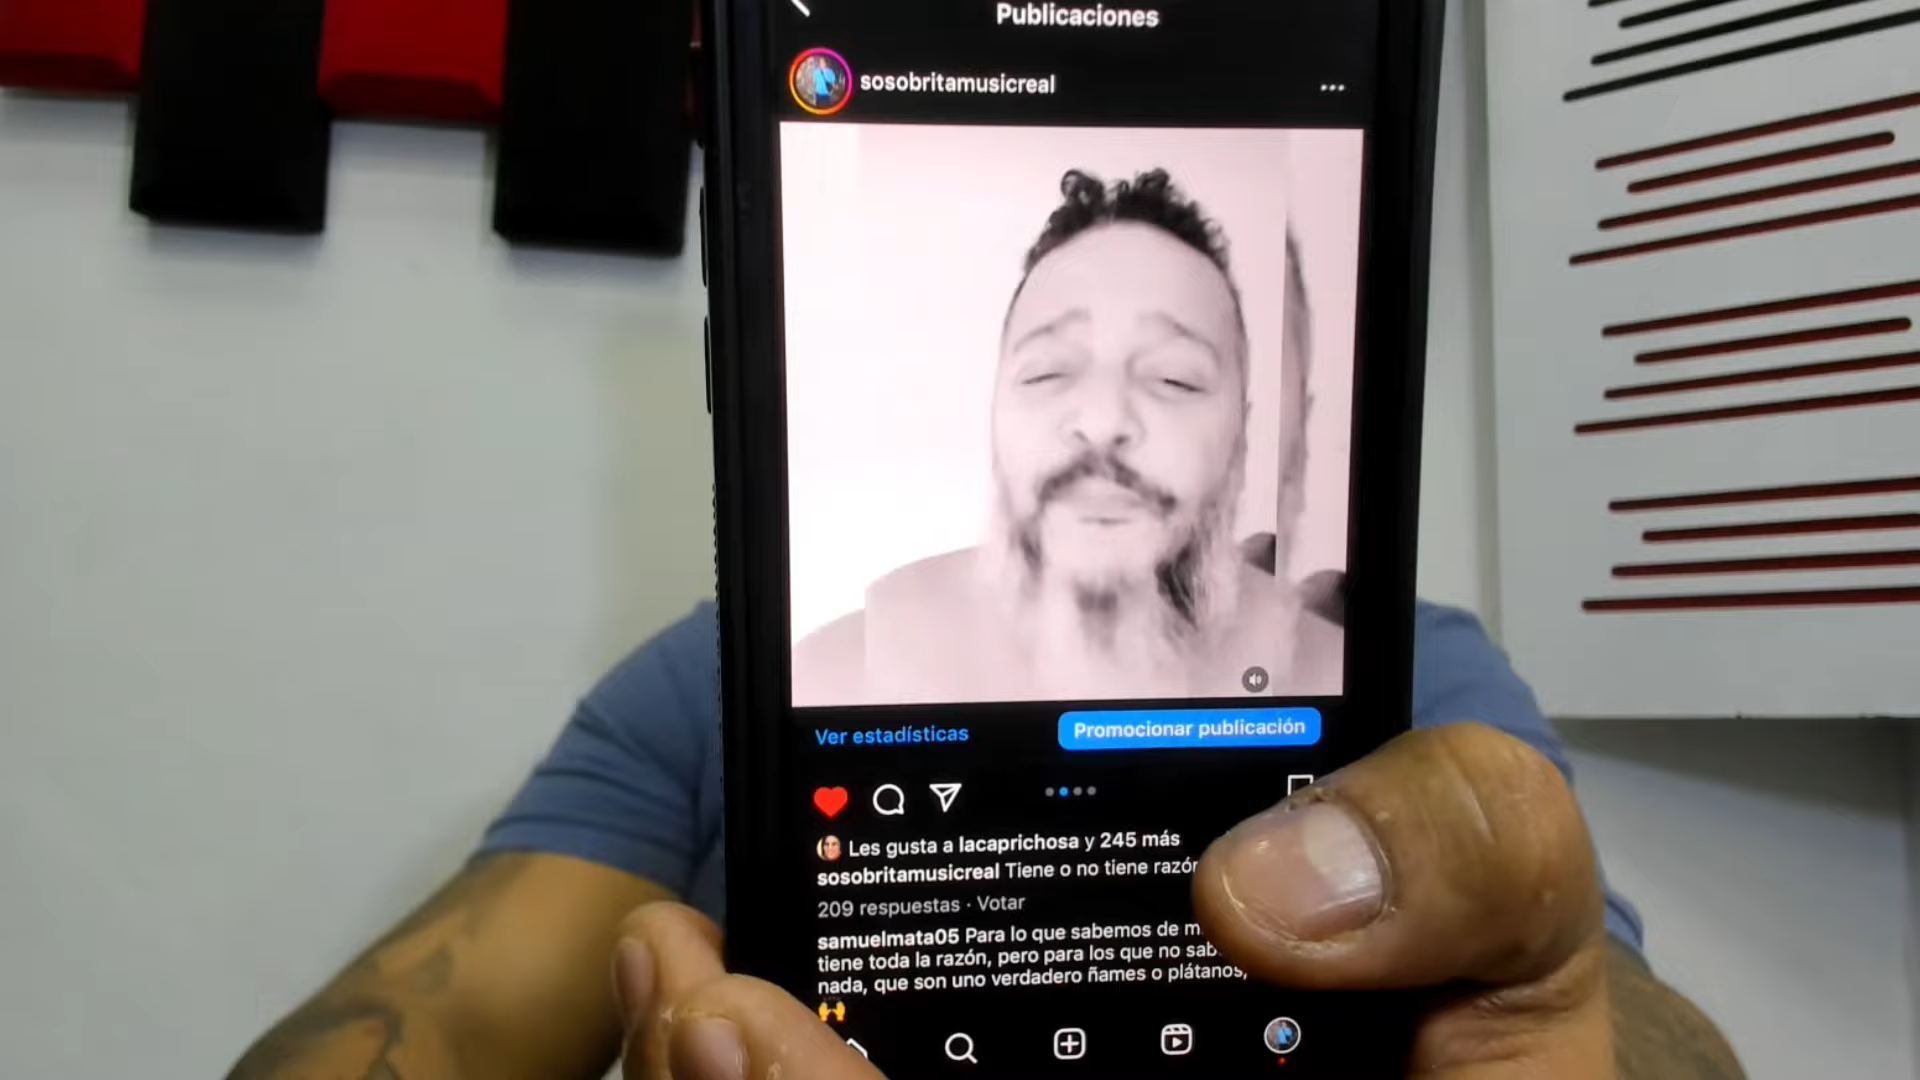 Publicaciones
sosobritamusicreal
Ver estadísticas
Promocionar publicación
Les gusta a lacaprichosa y 245 más
sosobritamusicreal Tiene o no tiene
209 respuestas · Votar
samuelmata05 Para lo que sabemos de
tiene toda la razón, pero para los que no
nada, que son uno verdadero ñames o plátanos,